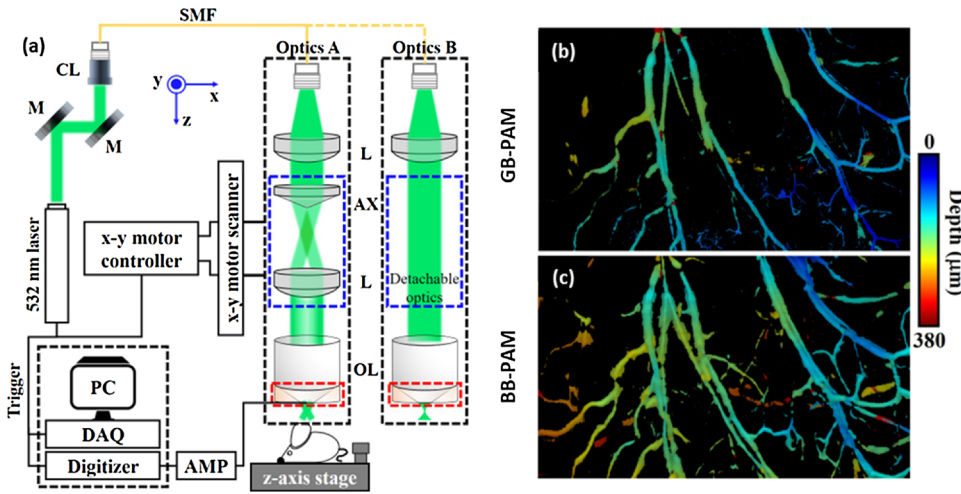 SMF
(a)
Optics A
Optics B
CL
y
x
z
M
M
L
AX
L
Detachable
optics
OL
x-y motor
controller
x-y motor scanner
532 nm laser
Trigger
PC
DAQ
Digitizer
AMP
z-axis stage
(b)
GB-PAM
(c)
BB-PAM
0
Depth (μm)
380